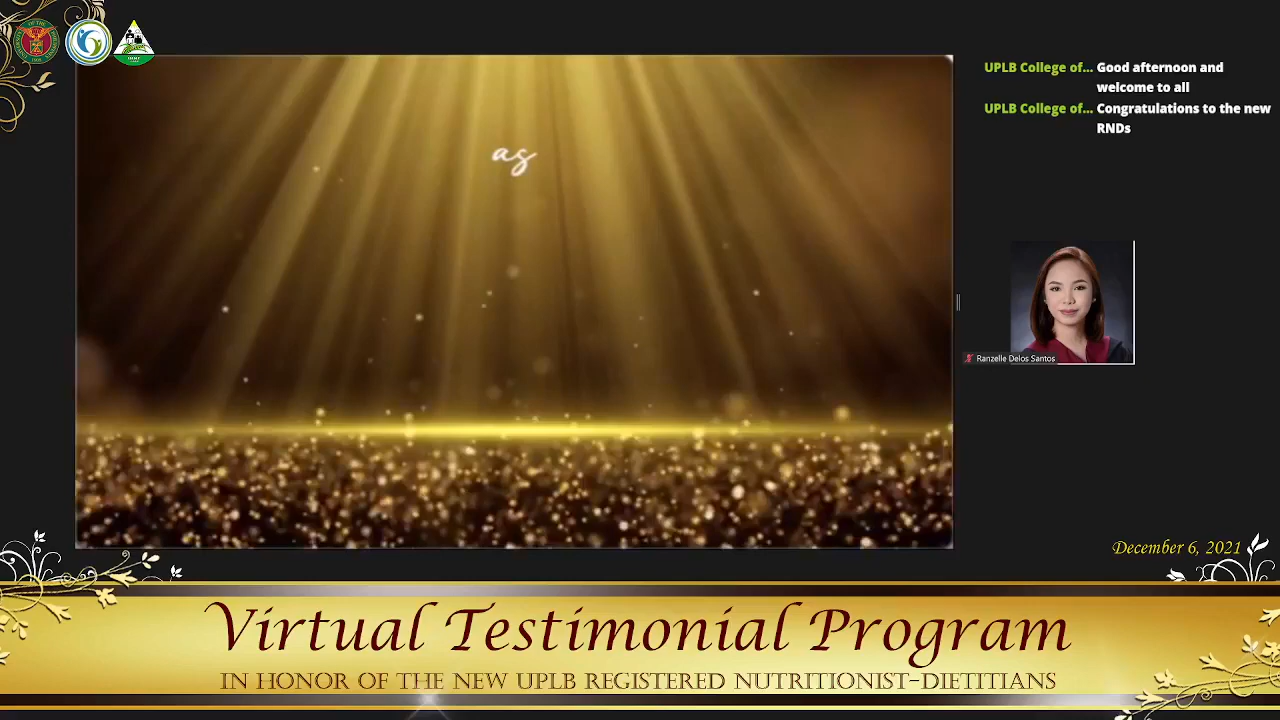 as
UPLB College of... Good afternoon and
welcome to all
UPLB College of... Congratulations to the new
RNDs
Ranzelle Delos Santos
December 6, 2021
Virtual Testimonial Program
IN HONOR OF THE NEW UPLB REGISTERED NUTRITIONIST-DIETITIANS